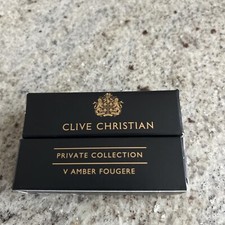 CLIVE CHRISTIAN
PRIVATE COLLECTION
V AMBER FOUGERE